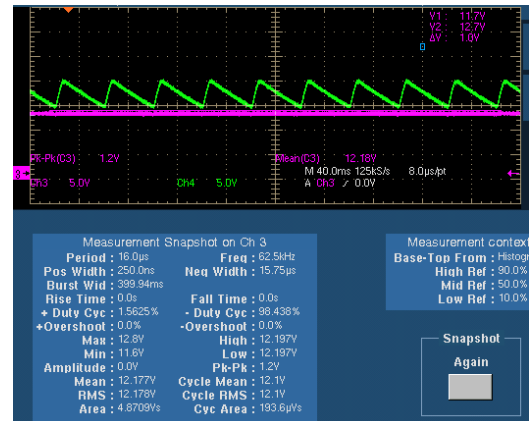 V1: 11.7V
V2: 12.7V
ΔV: 1.0V
Pk-Pk(C3) 1.2V Mean(C3) 12.18V
M 40.0ms 125kS/s 8.0µs/pt
3
Ch3 5.0V Ch4 5.0V A Ch3 0.0V
Measurement Snapshot on Ch 3
Period : 16.0µs Freq : 62.5kHz
Pos Width : 250.0ns Neg Width : 15.75µs
Burst Wid : 399.94ms
Rise Time : 0.0s Fall Time : 0.0s
+ Duty Cyc : 1.5625% - Duty Cyc : 98.438%
+Overshoot : 0.0% -Overshoot : 0.0%
Max : 12.8V High : 12.197V
Min : 11.6V Low : 12.197V
Amplitude : 0.0V Pk-Pk : 1.2V
Mean : 12.177V Cycle Mean : 12.1V
RMS : 12.178V Cycle RMS : 12.1V
Area : 4.8709Vs Cyc Area : 193.6µVs
Measurement context
Base-Top From : Histogr
High Ref : 90.0%
Mid Ref : 50.0%
Low Ref : 10.0%
Snapshot
Again